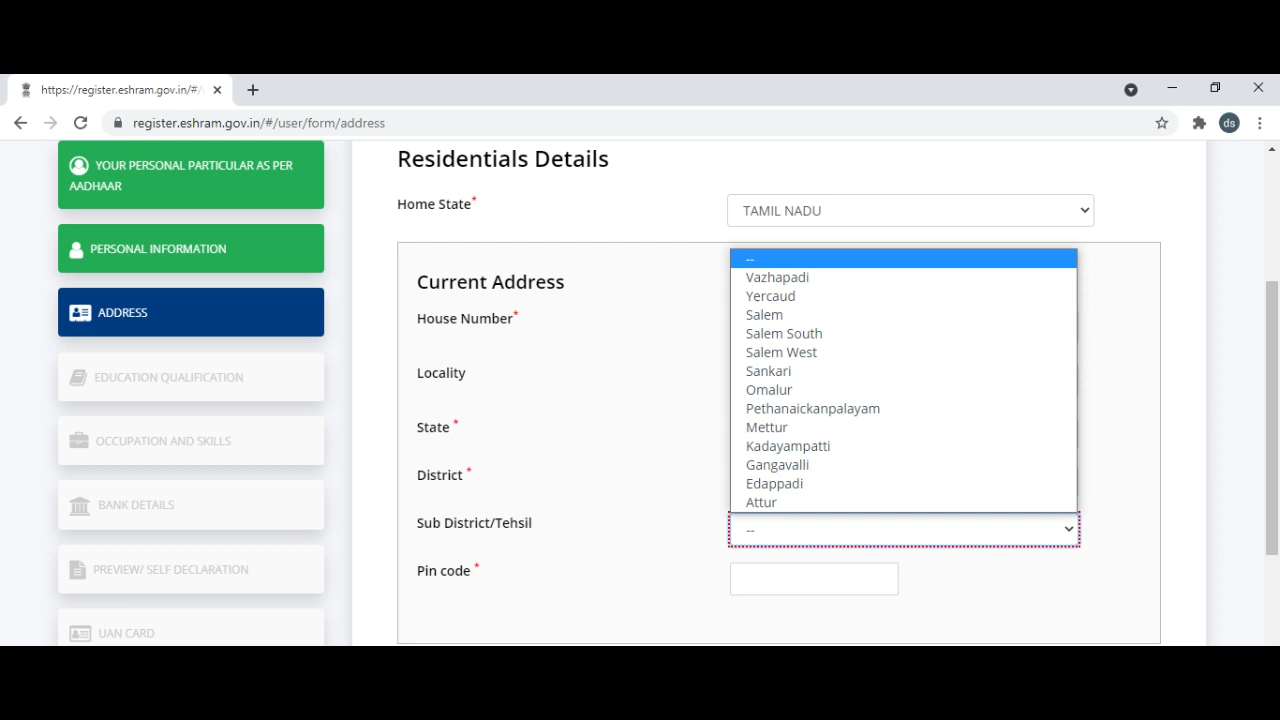 https://register.eshram.gov.in/#/
register.eshram.gov.in/#/user/form/address
ds
YOUR PERSONAL PARTICULAR AS PER
AADHAAR
PERSONAL INFORMATION
ADDRESS
EDUCATION QUALIFICATION
OCCUPATION AND SKILLS
BANK DETAILS
PREVIEW/ SELF DECLARATION
UAN CARD
Residentials Details
Home State*
TAMIL NADU
Current Address
House Number*
Locality
State *
District *
Sub District/Tehsil
--
Vazhapadi
Yercaud
Salem
Salem South
Salem West
Sankari
Omalur
Pethanaickanpalayam
Mettur
Kadayampatti
Gangavalli
Edappadi
Attur
--
Pin code *